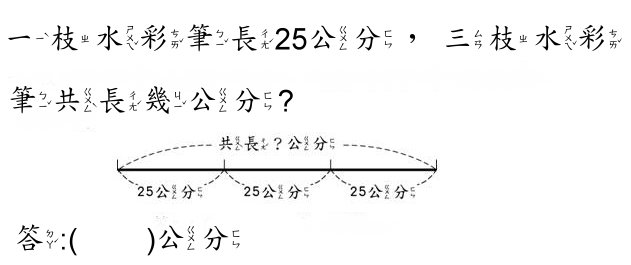 一枝水彩筆長25公分，三枝水彩
筆共長幾公分?
共長?公分
25公分 25公分 25公分
答:( )公分